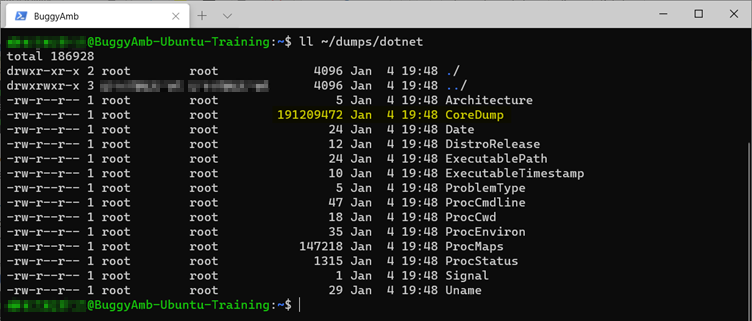 BuggyAmb
@BuggyAmb-Ubuntu-Training:~$ ll ~/dumps/dotnet
total 186928
drwxr-xr-x 2 root root 4096 Jan 4 19:48 ./
drwxrwxr-x 3 4096 Jan 4 19:48 ../
-rw-r--r-- 1 root root 5 Jan 4 19:48 Architecture
-rw-r--r-- 1 root root 191209472 Jan 4 19:48 CoreDump
-rw-r--r-- 1 root root 24 Jan 4 19:48 Date
-rw-r--r-- 1 root root 12 Jan 4 19:48 DistroRelease
-rw-r--r-- 1 root root 24 Jan 4 19:48 ExecutablePath
-rw-r--r-- 1 root root 10 Jan 4 19:48 ExecutableTimestamp
-rw-r--r-- 1 root root 5 Jan 4 19:48 ProblemType
-rw-r--r-- 1 root root 47 Jan 4 19:48 ProcCmdline
-rw-r--r-- 1 root root 18 Jan 4 19:48 ProcCwd
-rw-r--r-- 1 root root 35 Jan 4 19:48 ProcEnviron
-rw-r--r-- 1 root root 147218 Jan 4 19:48 ProcMaps
-rw-r--r-- 1 root root 1315 Jan 4 19:48 ProcStatus
-rw-r--r-- 1 root root 1 Jan 4 19:48 Signal
-rw-r--r-- 1 root root 29 Jan 4 19:48 Uname
@BuggyAmb-Ubuntu-Training:~$